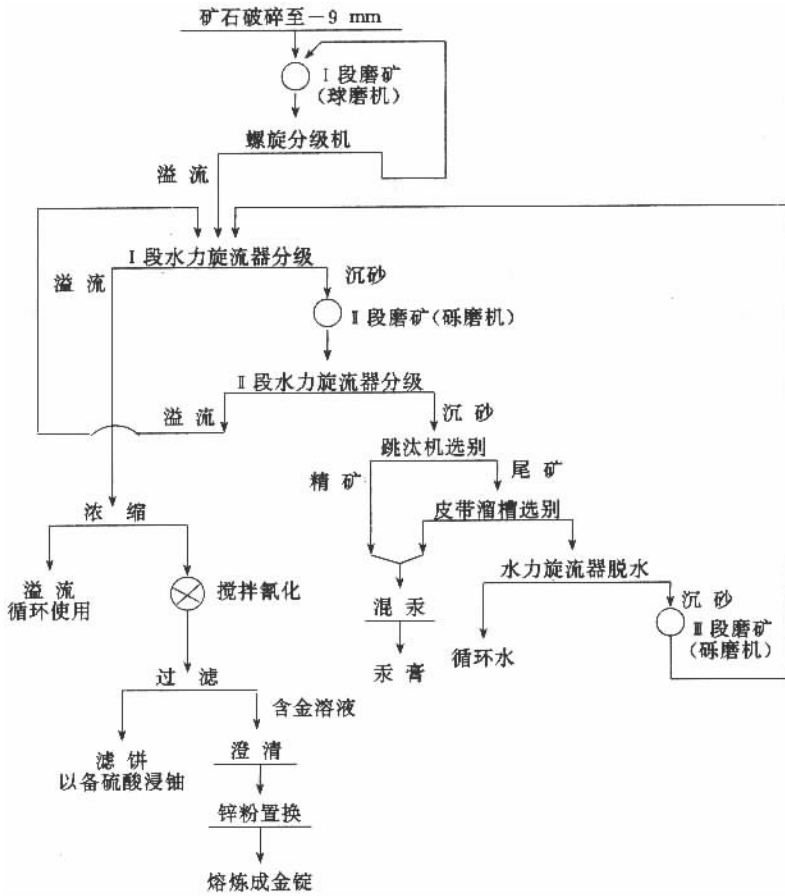 矿石破碎至－9 mm
Ⅰ段磨矿
(球磨机)
螺旋分级机
溢 流
Ⅰ段水力旋流器分级
溢 流
沉砂
Ⅱ段磨矿(砾磨机)
Ⅱ段水力旋流器分级
溢 流
沉 砂
跳汰机选别
精 矿
尾 矿
皮带溜槽选别
浓 缩
水力旋流器脱水
溢 流
循环使用
搅拌氰化
混 汞
沉 砂
Ⅲ段磨矿
(砾磨机)
循环水
汞 膏
过 滤
含金溶液
滤 饼
以备硫酸浸铀
澄 清
锌粉置换
熔炼成金锭